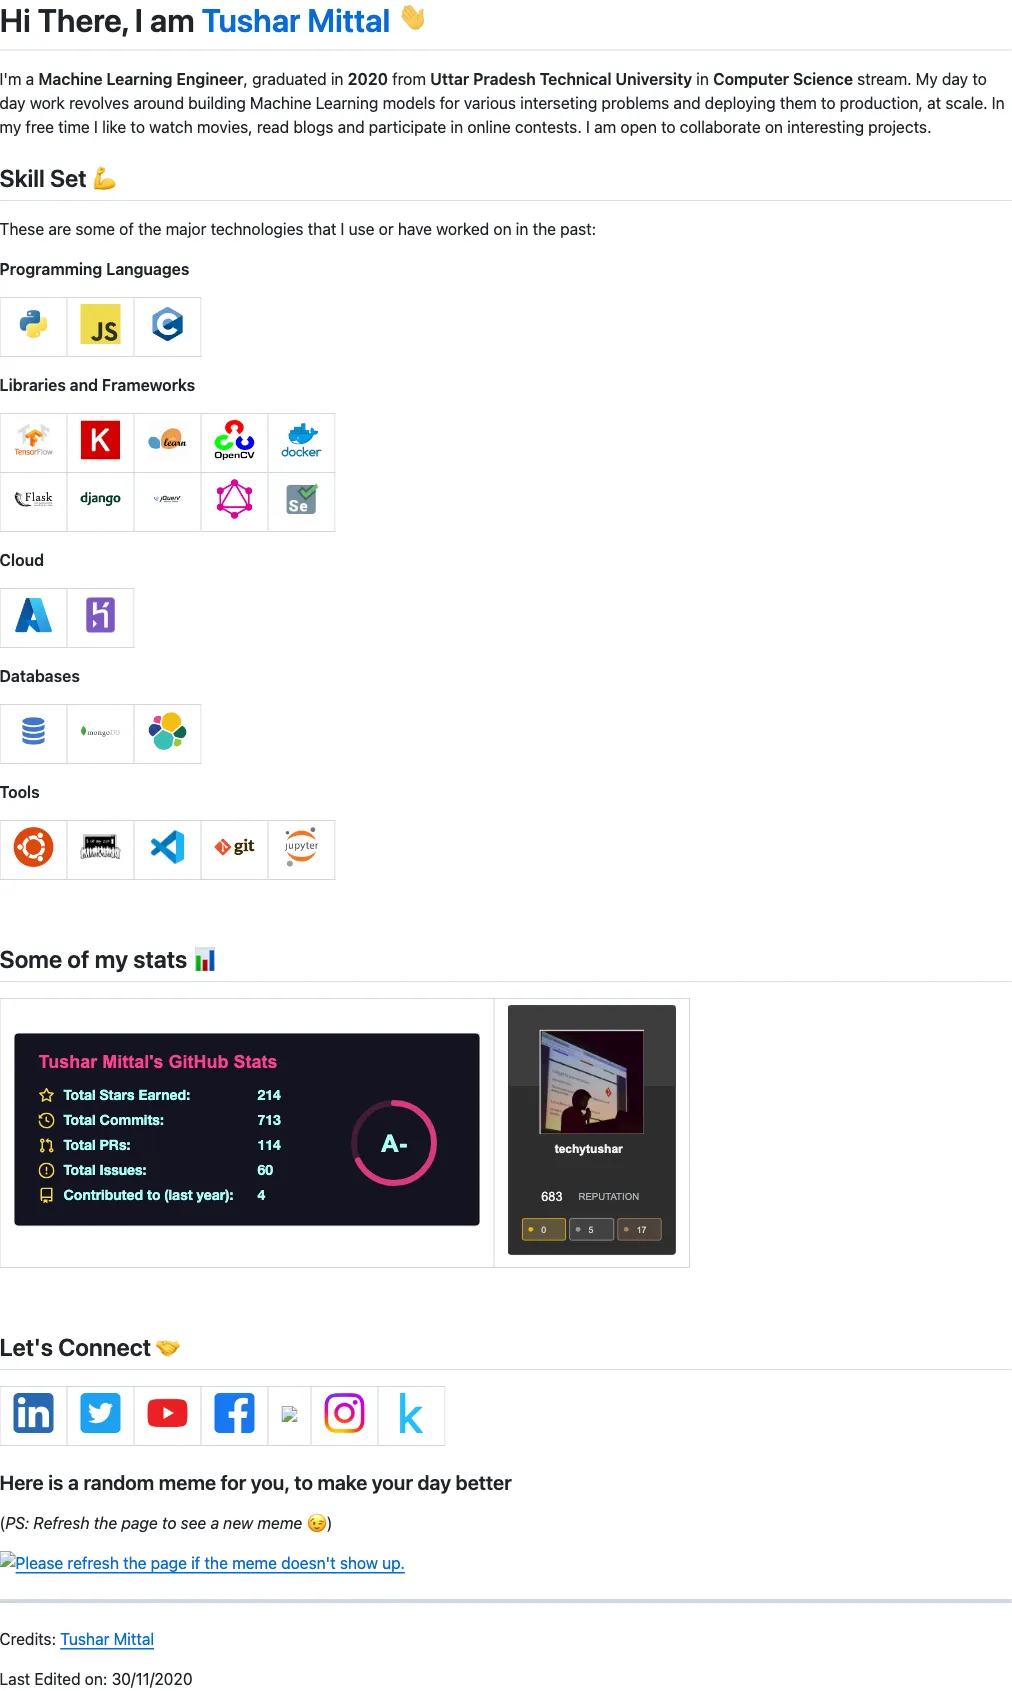 Hi There, I am Tushar Mittal 👋
I'm a Machine Learning Engineer, graduated in 2020 from Uttar Pradesh Technical University in Computer Science stream. My day to
day work revolves around building Machine Learning models for various interseting problems and deploying them to production, at scale. In
my free time I like to watch movies, read blogs and participate in online contests. I am open to collaborate on interesting projects.
Skill Set 💪
These are some of the major technologies that I use or have worked on in the past:
Programming Languages
JS C
Libraries and Frameworks
TensorFlow K learn OpenCV docker
Flask django jQuery Se
Cloud
Databases
mongoDB
Tools
git jupyter
Some of my stats 📊
Tushar Mittal's GitHub Stats
Total Stars Earned: 214
Total Commits: 713
Total PRs: 114
Total Issues: 60
Contributed to (last year): 4
A-
techytushar
683 REPUTATION
0 5 17
Let's Connect 🤝
in f k
Here is a random meme for you, to make your day better
(PS: Refresh the page to see a new meme 😉)
Please refresh the page if the meme doesn't show up.
Credits: Tushar Mittal
Last Edited on: 30/11/2020